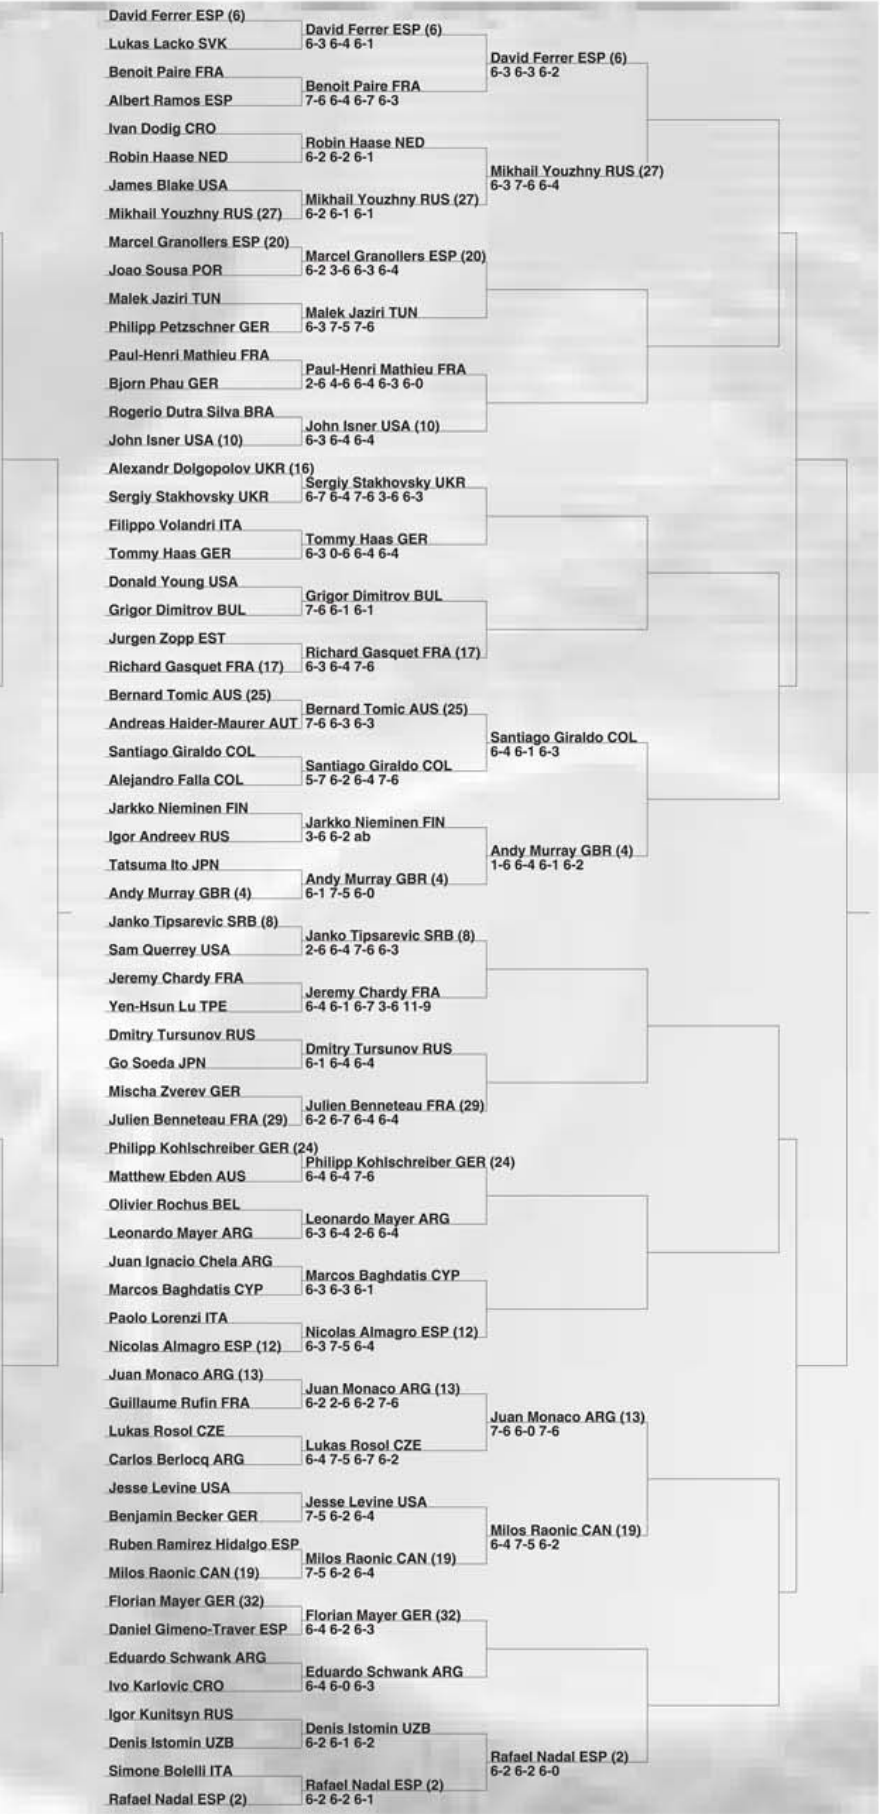 David Ferrer ESP (6)
Lukas Lacko SVK
Benoit Paire FRA
Albert Ramos ESP
Ivan Dodig CRO
Robin Haase NED
James Blake USA
Mikhail Youzhny RUS (27)
Marcel Granollers ESP (20)
Joao Sousa POR
Malek Jaziri TUN
Philipp Petzschner GER
Paul-Henri Mathieu FRA
Bjorn Phau GER
Rogerio Dutra Silva BRA
John Isner USA (10)
Alexandr Dolgopolov UKR (16)
Sergiy Stakhovsky UKR
Filippo Volandri ITA
Tommy Haas GER
Donald Young USA
Grigor Dimitrov BUL
Jurgen Zopp EST
Richard Gasquet FRA (17)
Bernard Tomic AUS (25)
Andreas Haider-Maurer AUT
Santiago Giraldo COL
Alejandro Falla COL
Jarkko Nieminen FIN
Igor Andreev RUS
Tatsuma Ito JPN
Andy Murray GBR (4)
Janko Tipsarevic SRB (8)
Sam Querrey USA
Jeremy Chardy FRA
Yen-Hsun Lu TPE
Dmitry Tursunov RUS
Go Soeda JPN
Mischa Zverev GER
Julien Benneteau FRA (29)
Philipp Kohlschreiber GER (24)
Matthew Ebden AUS
Olivier Rochus BEL
Leonardo Mayer ARG
Juan Ignacio Chela ARG
Marcos Baghdatis CYP
Paolo Lorenzi ITA
Nicolas Almagro ESP (12)
Juan Monaco ARG (13)
Guillaume Rufin FRA
Lukas Rosol CZE
Carlos Berlocq ARG
Jesse Levine USA
Benjamin Becker GER
Ruben Ramirez Hidalgo ESP
Milos Raonic CAN (19)
Florian Mayer GER (32)
Daniel Gimeno-Traver ESP
Eduardo Schwank ARG
Ivo Karlovic CRO
Igor Kunitsyn RUS
Denis Istomin UZB
Simone Bolelli ITA
Rafael Nadal ESP (2)
David Ferrer ESP (6)
6-3 6-4 6-1
Benoit Paire FRA
7-6 6-4 6-7 6-3
Robin Haase NED
6-2 6-2 6-1
Mikhail Youzhny RUS (27)
6-2 6-1 6-1
Marcel Granollers ESP (20)
6-2 3-6 6-3 6-4
Malek Jaziri TUN
6-3 7-5 7-6
Paul-Henri Mathieu FRA
2-6 4-6 6-4 6-3 6-0
John Isner USA (10)
6-3 6-4 6-4
Sergiy Stakhovsky UKR
6-7 6-4 7-6 3-6 6-3
Tommy Haas GER
6-3 0-6 6-4 6-4
Grigor Dimitrov BUL
7-6 6-1 6-1
Richard Gasquet FRA (17)
6-3 6-4 7-6
Bernard Tomic AUS (25)
7-6 6-3 6-3
Santiago Giraldo COL
5-7 6-2 6-4 7-6
Jarkko Nieminen FIN
3-6 6-2 ab
Andy Murray GBR (4)
6-1 7-5 6-0
Janko Tipsarevic SRB (8)
2-6 6-4 7-6 6-3
Jeremy Chardy FRA
6-4 6-1 6-7 3-6 11-9
Dmitry Tursunov RUS
6-1 6-4 6-4
Julien Benneteau FRA (29)
6-2 6-7 6-4 6-4
Philipp Kohlschreiber GER (24)
6-4 6-4 7-6
Leonardo Mayer ARG
6-3 6-4 2-6 6-4
Marcos Baghdatis CYP
6-3 6-3 6-1
Nicolas Almagro ESP (12)
6-3 7-5 6-4
Juan Monaco ARG (13)
6-2 2-6 6-2 7-6
Lukas Rosol CZE
6-4 7-5 6-7 6-2
Jesse Levine USA
7-5 6-2 6-4
Milos Raonic CAN (19)
7-5 6-2 6-4
Florian Mayer GER (32)
6-4 6-2 6-3
Eduardo Schwank ARG
6-4 6-0 6-3
Denis Istomin UZB
6-2 6-1 6-2
Rafael Nadal ESP (2)
6-2 6-2 6-1
David Ferrer ESP (6)
6-3 6-3 6-2
Mikhail Youzhny RUS (27)
6-3 7-6 6-4
Santiago Giraldo COL
6-4 6-1 6-3
Andy Murray GBR (4)
1-6 6-4 6-1 6-2
Juan Monaco ARG (13)
7-6 6-0 7-6
Milos Raonic CAN (19)
6-4 7-5 6-2
Rafael Nadal ESP (2)
6-2 6-2 6-0